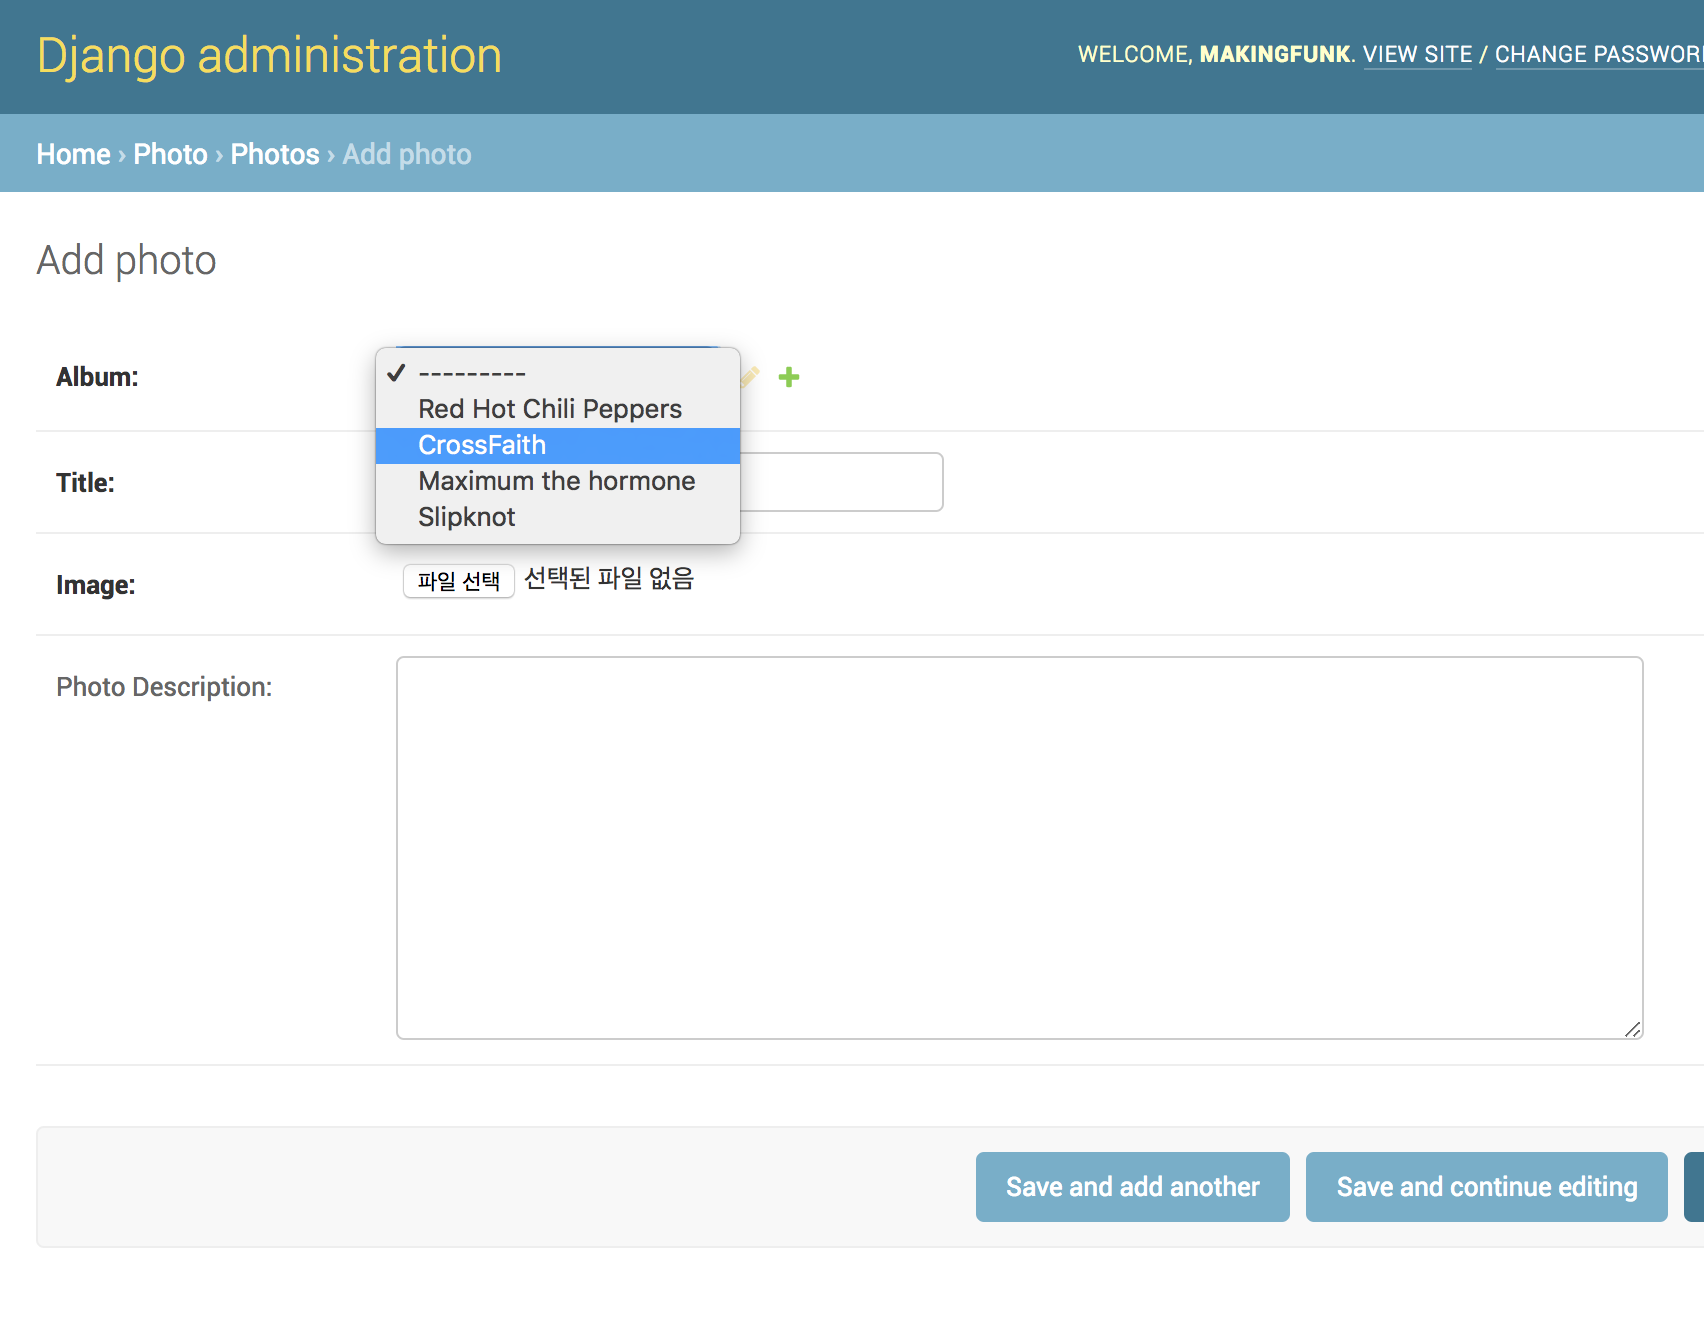 Django administration
WELCOME, MAKINGFUNK. VIEW SITE / CHANGE PASSWOR
Home › Photo › Photos › Add photo
Add photo
Album:
---------
Red Hot Chili Peppers
CrossFaith
Maximum the hormone
Slipknot
Title:
Image:
파일 선택 선택된 파일 없음
Photo Description:
Save and add another
Save and continue editing